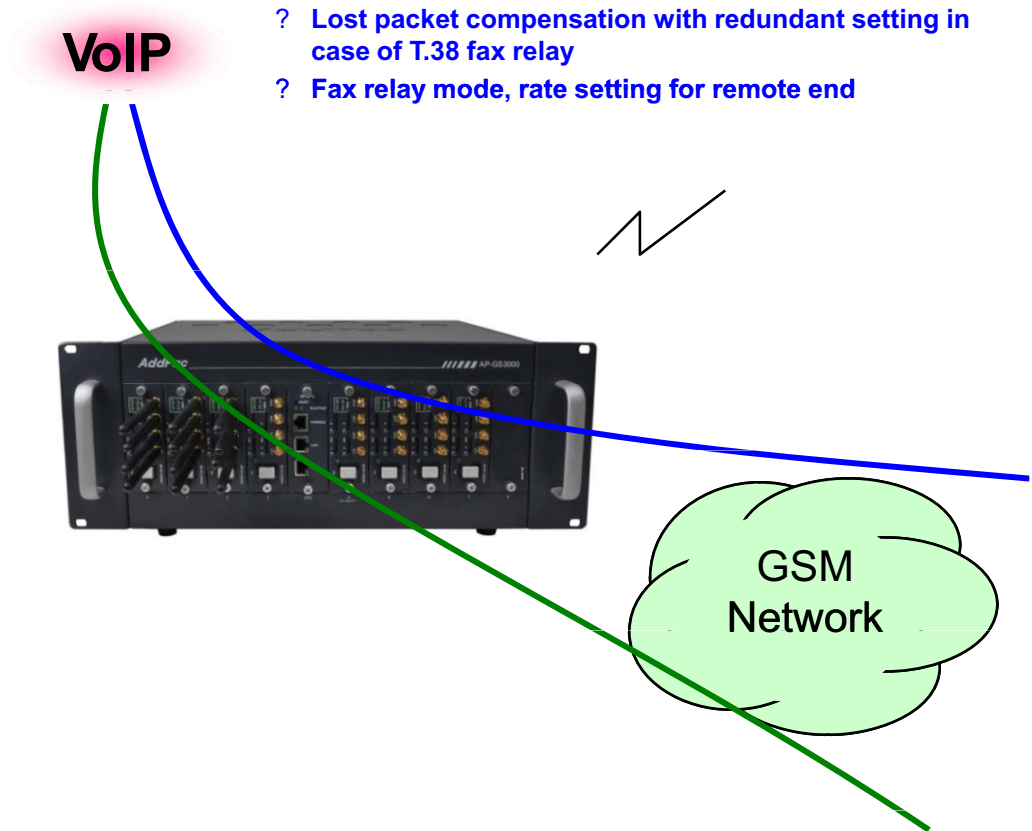 VoIP
? Lost packet compensation with redundant setting in
case of T.38 fax relay
? Fax relay mode, rate setting for remote end
AP-GS3000
GSM
Network